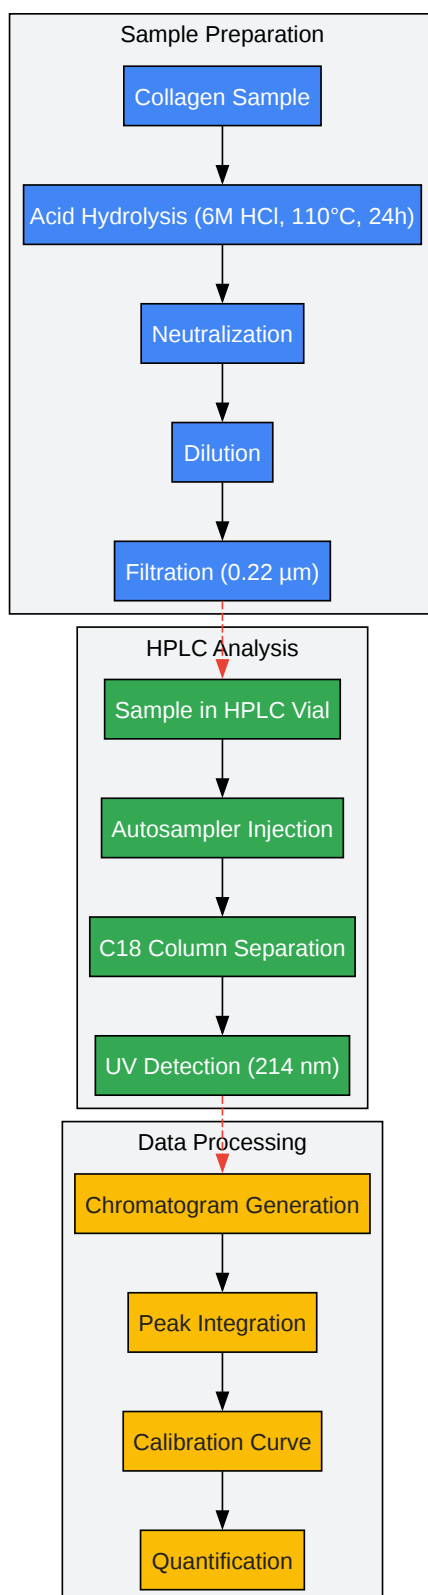 Sample Preparation
Collagen Sample
Acid Hydrolysis (6M HCl, 110°C, 24h)
Neutralization
Dilution
Filtration (0.22 µm)
HPLC Analysis
Sample in HPLC Vial
Autosampler Injection
C18 Column Separation
UV Detection (214 nm)
Data Processing
Chromatogram Generation
Peak Integration
Calibration Curve
Quantification